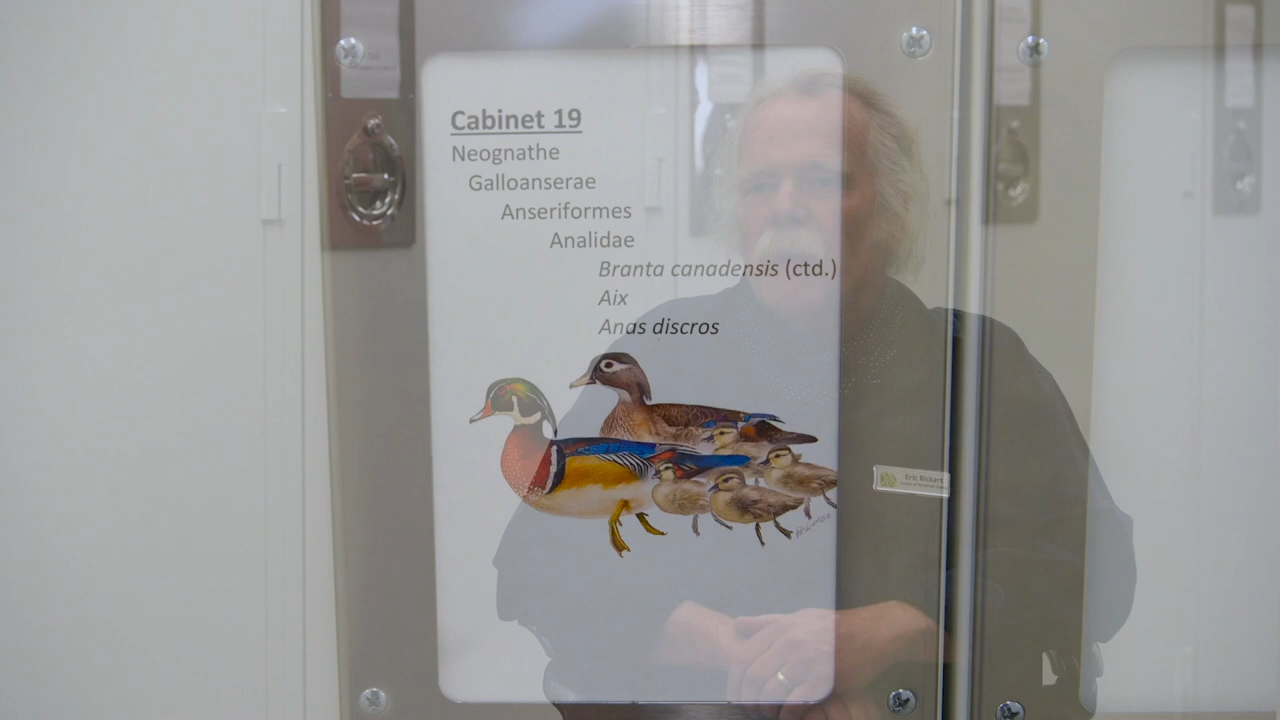 Cabinet 19
Neognathe
Galloanserae
Anseriformes
Analidae
Branta canadensis (ctd.)
Aix
Anas discros
Eric Rickart